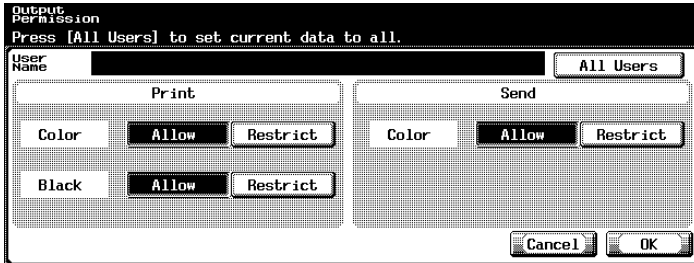 Output
Permission
Press [All Users] to set current data to all.
User
Name
All Users
Print
Send
Color Allow Restrict
Color Allow Restrict
Black Allow Restrict
Cancel OK